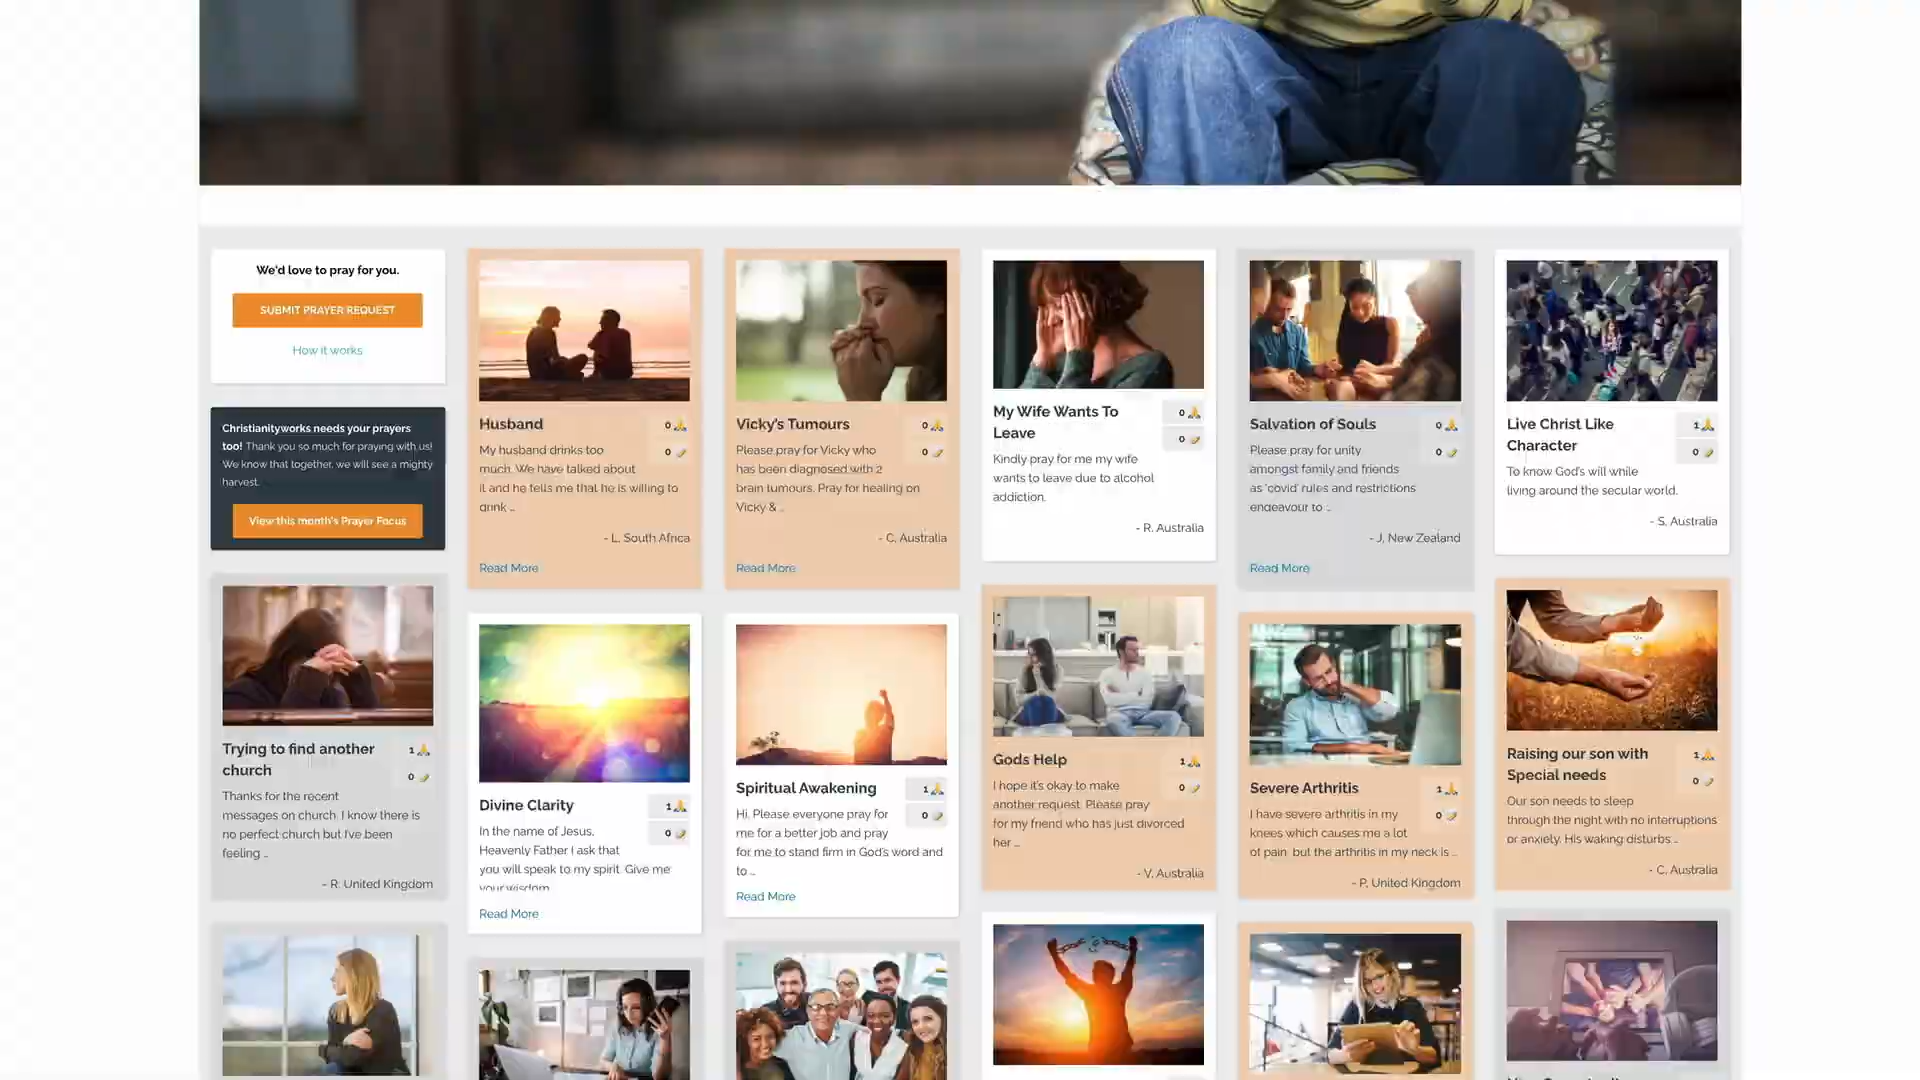 We'd love to pray for you.
SUBMIT PRAYER REQUEST
How it works
Christianityworks needs your prayers
too! Thank you so much for praying with us!
We know that together, we will see a mighty
harvest.
View this month's Prayer Focus
Trying to find another
church
1
0
Thanks for the recent
messages on church. I know there is
no perfect church but I've been
feeling ...
- R, United Kingdom
Husband
0
0
My husband drinks too
much. We have talked about
it and he tells me that he is willing to
drink ...
- L, South Africa
Read More
Divine Clarity
1
0
In the name of Jesus,
Heavenly Father I ask that
you will speak to my spirit. Give me
your wisdom
Read More
Vicky's Tumours
0
0
Please pray for Vicky who
has been diagnosed with 2
brain tumours. Pray for healing on
Vicky & ...
- C, Australia
Read More
Spiritual Awakening
1
0
Hi, Please everyone pray for
me for a better job and pray
for me to stand firm in God's word and
to ...
Read More
My Wife Wants To
Leave
0
0
Kindly pray for me my wife
wants to leave due to alcohol
addiction.
- R, Australia
Gods Help
1
0
I hope it's okay to make
another request. Please pray
for my friend who has just divorced
her ...
- V, Australia
Salvation of Souls
0
0
Please pray for unity
amongst family and friends
as 'covid' rules and restrictions
endeavour to ...
- J, New Zealand
Read More
Severe Arthritis
1
0
I have severe arthritis in my
knees which causes me a lot
of pain, but the arthritis in my neck is ...
- P, United Kingdom
Live Christ Like
Character
1
0
To know God's will while
living around the secular world.
- S, Australia
Raising our son with
Special needs
1
0
Our son needs to sleep
through the night with no interruptions
or anxiety. His waking disturbs ...
- C, Australia